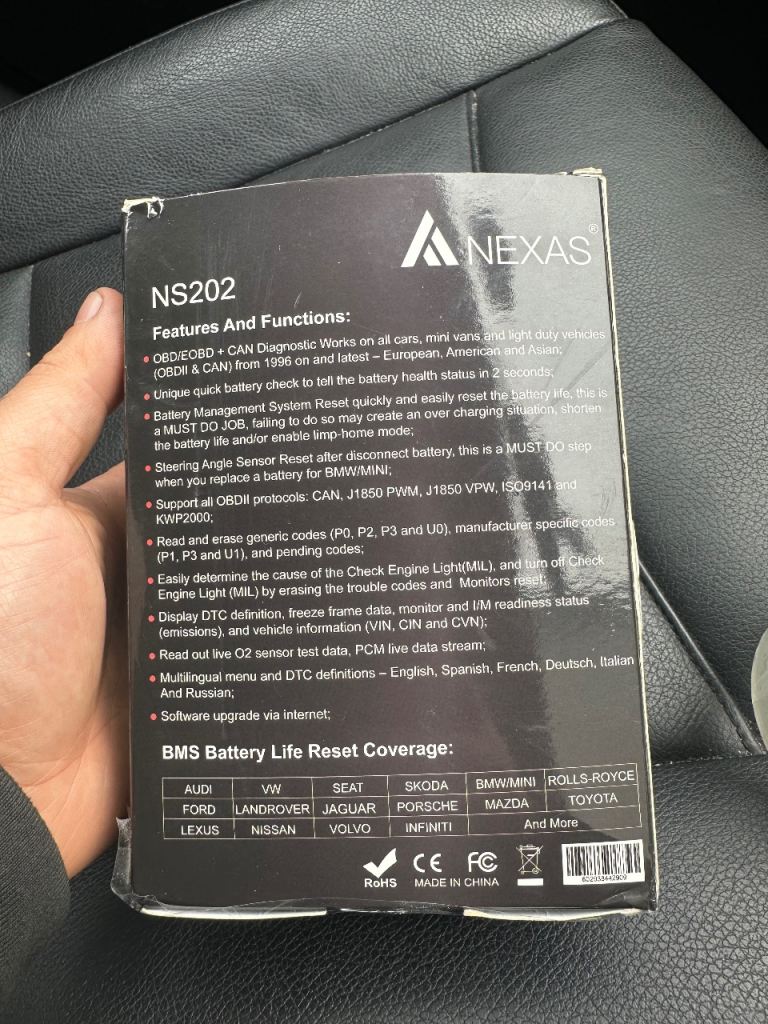 NEXAS®
NS202
Features And Functions:
• OBD/EOBD + CAN Diagnostic Works on all cars, mini vans and light duty vehicles
(OBDII & CAN) from 1996 on and latest – European, American and Asian;
• Unique quick battery check to tell the battery health status in 2 seconds;
• Battery Management System Reset quickly and easily reset the battery life, this is
a MUST DO JOB, failing to do so may create an over charging situation, shorten
the battery life and/or enable limp-home mode;
• Steering Angle Sensor Reset after disconnect battery, this is a MUST DO step
when you replace a battery for BMW/MINI;
• Support all OBDII protocols: CAN, J1850 PWM, J1850 VPW, ISO9141 and
KWP2000;
• Read and erase generic codes (P0, P2, P3 and U0), manufacturer specific codes
(P1, P3 and U1), and pending codes;
• Easily determine the cause of the Check Engine Light(MIL), and turn off Check
Engine Light (MIL) by erasing the trouble codes and Monitors reset;
• Display DTC definition, freeze frame data, monitor and I/M readiness status
(emissions), and vehicle information (VIN, CIN and CVN);
• Read out live O2 sensor test data, PCM live data stream;
• Multilingual menu and DTC definitions – English, Spanish, French, Deutsch, Italian
And Russian;
• Software upgrade via internet;
BMS Battery Life Reset Coverage:
AUDI VW SEAT SKODA BMW/MINI ROLLS-ROYCE
FORD LANDROVER JAGUAR PORSCHE MAZDA TOYOTA
LEXUS NISSAN VOLVO INFINITI And More
CE FC
RoHS MADE IN CHINA